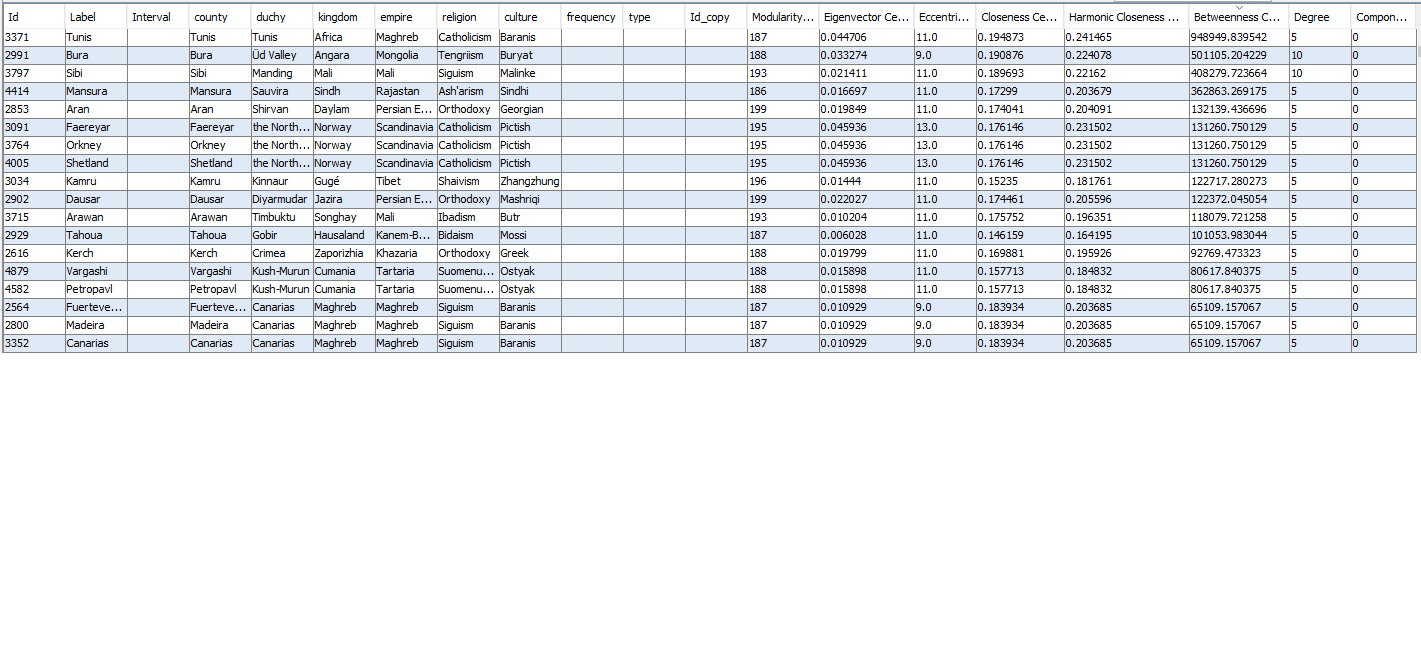 Id Label Interval county duchy kingdom empire religion culture frequency type Id_copy Modularity... Eigenvector Ce... Eccentri... Closeness Ce... Harmonic Closeness ... Betweenness C... Degree Compon...
3371 Tunis Tunis Tunis Africa Maghreb Catholicism Baranis 187 0.044706 11.0 0.194873 0.241465 948949.839542 5 0
2991 Bura Bura Üd Valley Angara Mongolia Tengriism Buryat 188 0.033274 9.0 0.190876 0.224078 501105.204229 10 0
3797 Sibi Sibi Manding Mali Mali Siguism Malinke 193 0.021411 11.0 0.189693 0.22162 408279.723664 10 0
4414 Mansura Mansura Sauvira Sindh Rajastan Ash'arism Sindhi 186 0.016697 11.0 0.17299 0.203679 362863.269175 5 0
2853 Aran Aran Shirvan Daylam Persian E... Orthodoxy Georgian 199 0.019849 11.0 0.174041 0.204091 132139.436696 5 0
3091 Faereyar Faereyar the North... Norway Scandinavia Catholicism Pictish 195 0.045936 13.0 0.176146 0.231502 131260.750129 5 0
3764 Orkney Orkney the North... Norway Scandinavia Catholicism Pictish 195 0.045936 13.0 0.176146 0.231502 131260.750129 5 0
4005 Shetland Shetland the North... Norway Scandinavia Catholicism Pictish 195 0.045936 13.0 0.176146 0.231502 131260.750129 5 0
3034 Kamru Kamru Kinnaur Gugé Tibet Shaivism Zhangzhung 196 0.01444 11.0 0.15235 0.181761 122717.280273 5 0
2902 Dausar Dausar Diyarmudar Jazira Persian E... Orthodoxy Mashriqi 199 0.022027 11.0 0.174461 0.205596 122372.045054 5 0
3715 Arawan Arawan Timbuktu Songhay Mali Ibadism Butr 193 0.010204 11.0 0.175752 0.196351 118079.721258 5 0
2929 Tahoua Tahoua Gobir Hausaland Kanem-B... Bidaism Mossi 187 0.006028 11.0 0.146159 0.164195 101053.983044 5 0
2616 Kerch Kerch Crimea Zaporizhia Khazaria Orthodoxy Greek 188 0.019799 11.0 0.169881 0.195926 92769.473323 5 0
4879 Vargashi Vargashi Kush-Murun Cumania Tartaria Suomenu... Ostyak 188 0.015898 11.0 0.157713 0.184832 80617.840375 5 0
4582 Petropavl Petropavl Kush-Murun Cumania Tartaria Suomenu... Ostyak 188 0.015898 11.0 0.157713 0.184832 80617.840375 5 0
2564 Fuerteve... Fuerteve... Canarias Maghreb Maghreb Siguism Baranis 187 0.010929 9.0 0.183934 0.203685 65109.157067 5 0
2800 Madeira Madeira Canarias Maghreb Maghreb Siguism Baranis 187 0.010929 9.0 0.183934 0.203685 65109.157067 5 0
3352 Canarias Canarias Canarias Maghreb Maghreb Siguism Baranis 187 0.010929 9.0 0.183934 0.203685 65109.157067 5 0